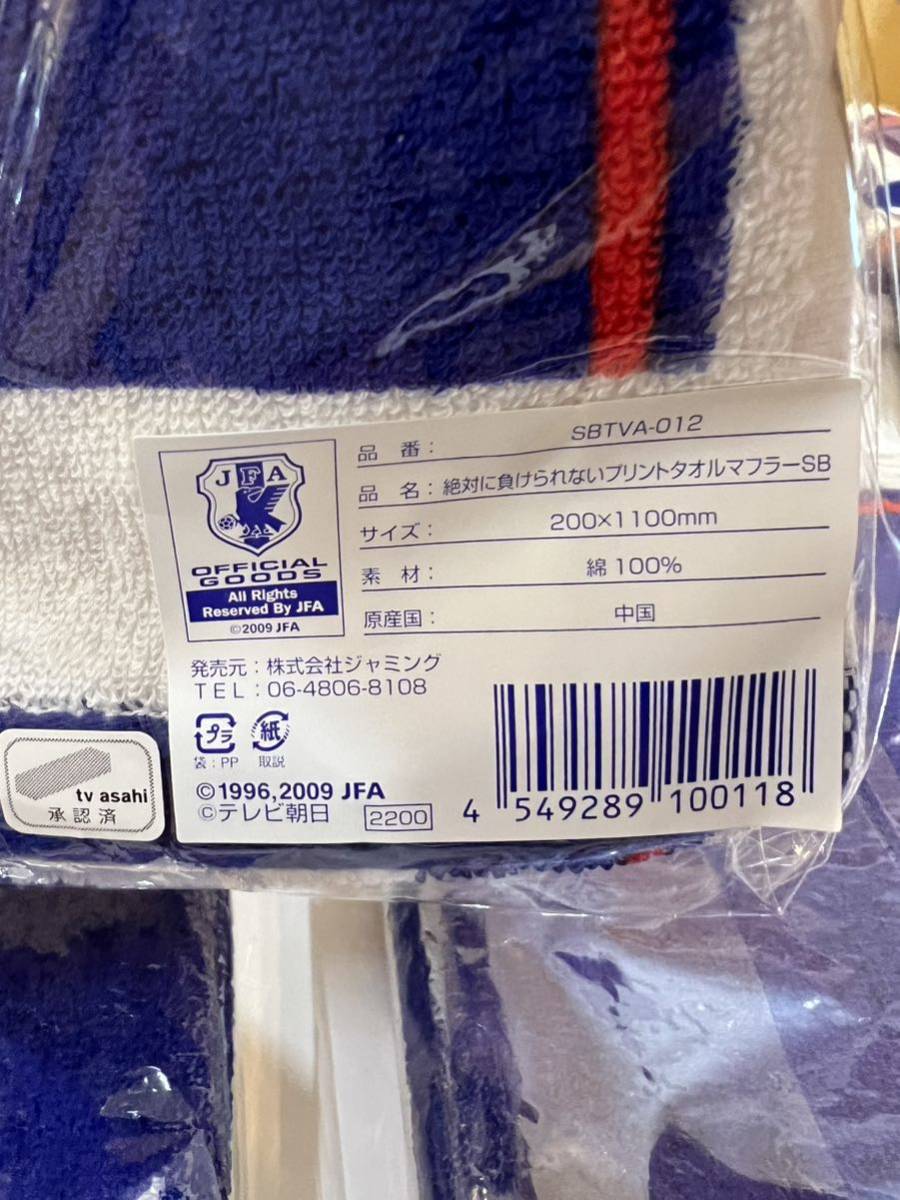 JFA
OFFICIAL
GOODS
All Rights
Reserved By JFA
©2009 JFA
品 番: SBTVA-012
品 名: 絶対に負けられないプリントタオルマフラーSB
サイズ: 200×1100mm
素 材: 綿100%
原産国: 中国
発売元:株式会社ジャミング
TEL:06-4806-8108
プラ
袋:PP
紙
取説
©1996,2009 JFA
©テレビ朝日
2200
4 549289 100118
tv asahi
承認済